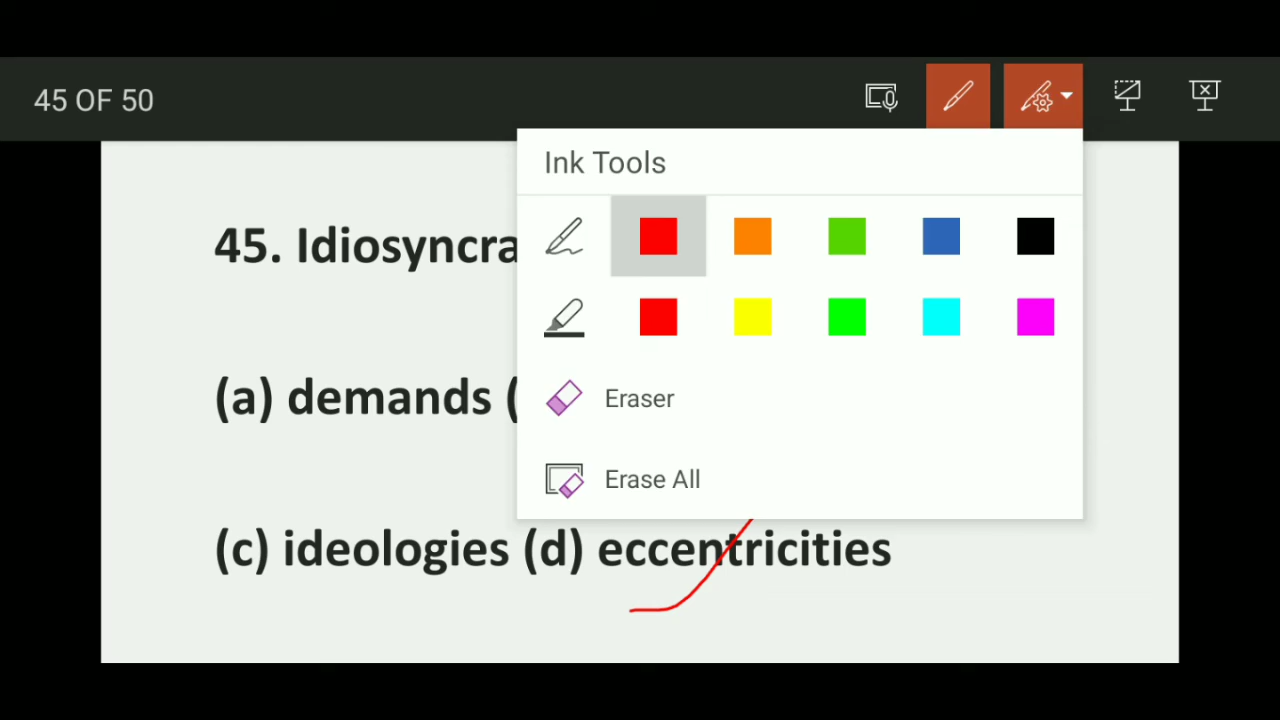 45 OF 50
Ink Tools
45. Idiosyncra
(a) demands (
Eraser
Erase All
(c) ideologies (d) eccentricities